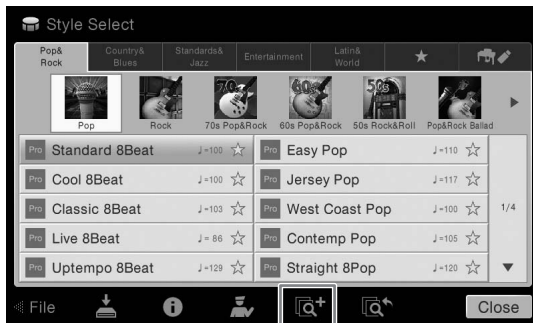 Style Select
Pop& Rock
Country& Blues
Standards& Jazz
Entertainment
Latin& World
Pop
Rock
70s Pop&Rock
60s Pop&Rock
50s Rock&Roll
Pop&Rock Ballad
Pro Standard 8Beat ♩=100 ☆ Pro Easy Pop ♩=110 ☆
Pro Cool 8Beat ♩=100 ☆ Pro Jersey Pop ♩=117 ☆
Pro Classic 8Beat ♩=103 ☆ Pro West Coast Pop ♩=100 ☆ 1/4
Pro Live 8Beat ♩= 86 ☆ Pro Contemp Pop ♩=105 ☆
Pro Uptempo 8Beat ♩=129 ☆ Pro Straight 8Pop ♩=120 ☆
File
Close